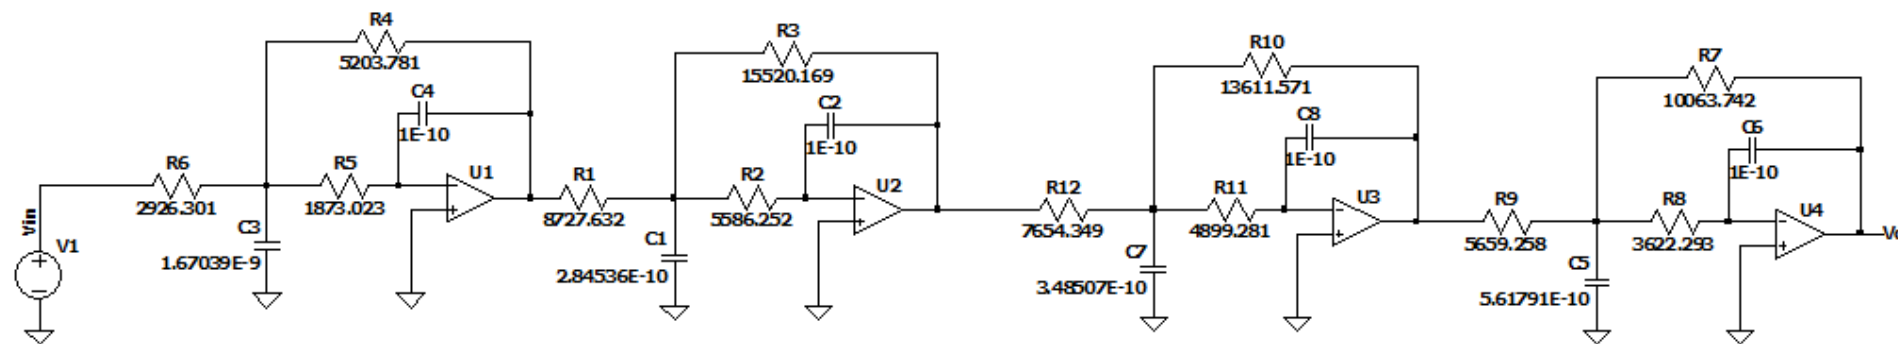 R4
5203.781
C4
1E-10
R6
2926.301
R5
1873.023
U1
C3
1.67039E-9
Vin
V1
R3
15520.169
C2
1E-10
R1
8727.632
R2
5586.252
U2
C1
2.84536E-10
R10
13611.571
C8
1E-10
R12
7654.349
R11
4899.281
U3
C7
3.48507E-10
R7
10063.742
C6
1E-10
R9
5659.258
R8
3622.293
U4
C5
5.61791E-10